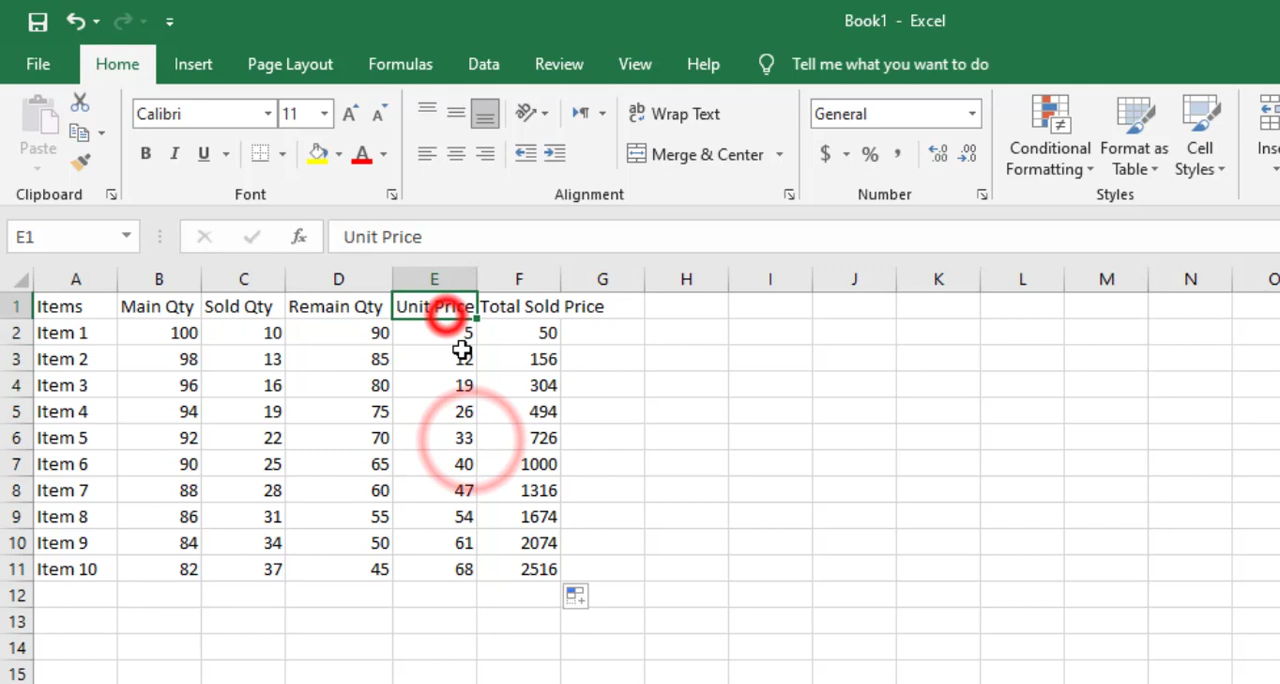 Book1 - Excel
File Home Insert Page Layout Formulas Data Review View Help Tell me what you want to do
Calibri 11 A A Wrap Text General
Paste B I U A Merge & Center $ % , Conditional Formatting Format as Table Cell Styles
Clipboard Font Alignment Number Styles
E1 fx Unit Price
A B C D E F G H I J K L M N
1 Items Main Qty Sold Qty Remain Qty Unit Price Total Sold Price
2 Item 1 100 10 90 5 50
3 Item 2 98 13 85 12 156
4 Item 3 96 16 80 19 304
5 Item 4 94 19 75 26 494
6 Item 5 92 22 70 33 726
7 Item 6 90 25 65 40 1000
8 Item 7 88 28 60 47 1316
9 Item 8 86 31 55 54 1674
10 Item 9 84 34 50 61 2074
11 Item 10 82 37 45 68 2516
12
13
14
15